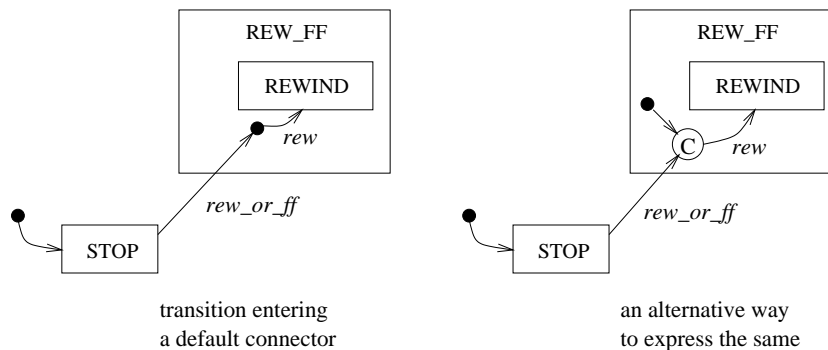 REW_FF
REWIND
rew
rew_or_ff
STOP
transition entering
a default connector
REW_FF
REWIND
C
rew
rew_or_ff
STOP
an alternative way
to express the same